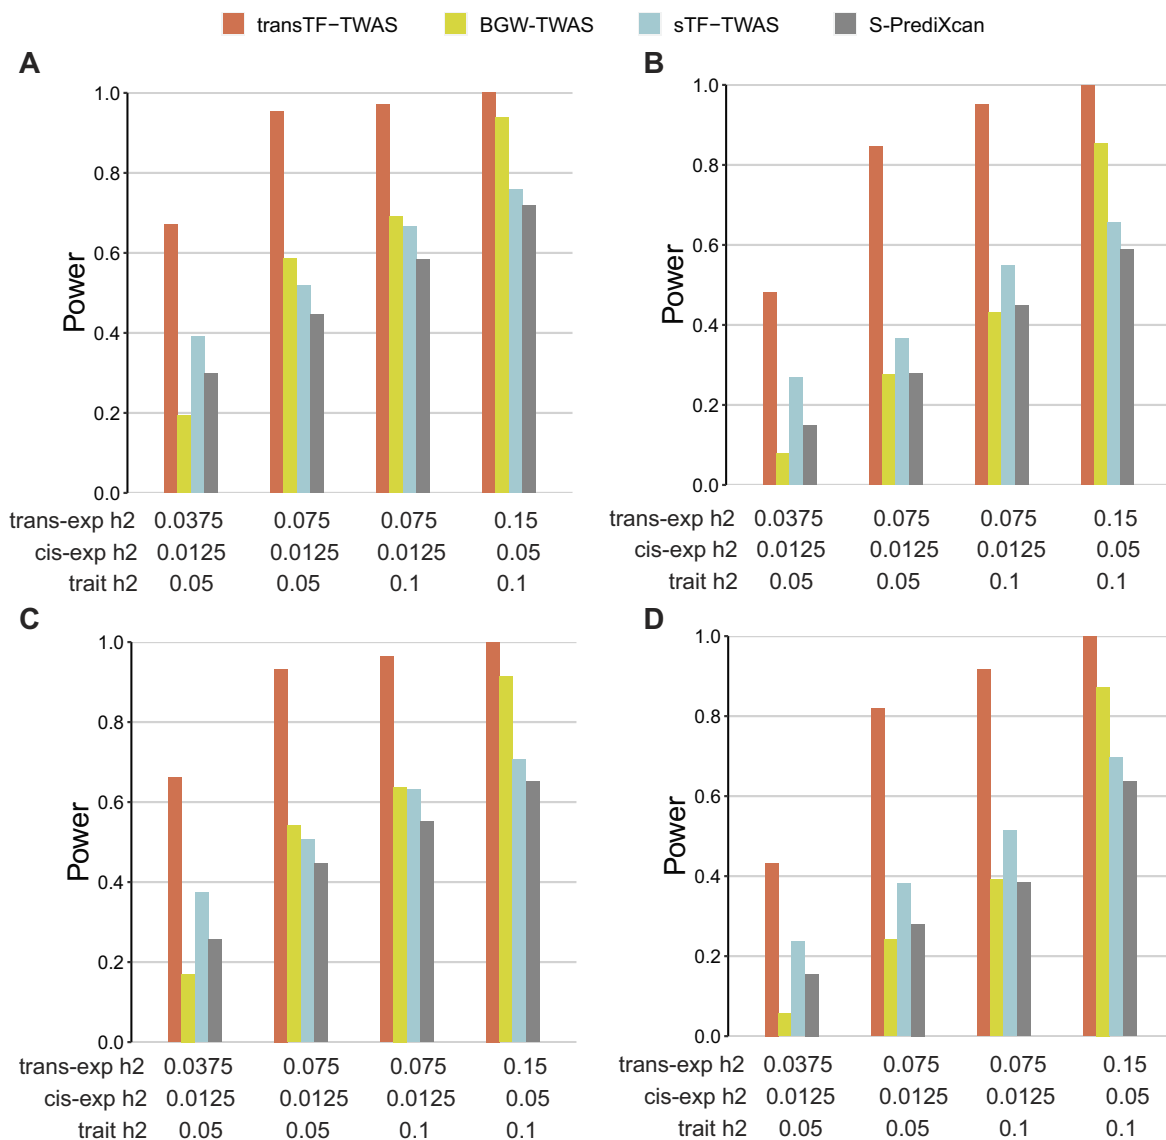 transTF−TWAS BGW-TWAS sTF−TWAS S-PrediXcan
A
Power
1.0
0.8
0.6
0.4
0.2
0.0
trans-exp h2 0.0375 0.075 0.075 0.15
cis-exp h2 0.0125 0.0125 0.0125 0.05
trait h2 0.05 0.05 0.1 0.1
B
Power
1.0
0.8
0.6
0.4
0.2
0.0
trans-exp h2 0.0375 0.075 0.075 0.15
cis-exp h2 0.0125 0.0125 0.0125 0.05
trait h2 0.05 0.05 0.1 0.1
C
Power
1.0
0.8
0.6
0.4
0.2
0.0
trans-exp h2 0.0375 0.075 0.075 0.15
cis-exp h2 0.0125 0.0125 0.0125 0.05
trait h2 0.05 0.05 0.1 0.1
D
Power
1.0
0.8
0.6
0.4
0.2
0.0
trans-exp h2 0.0375 0.075 0.075 0.15
cis-exp h2 0.0125 0.0125 0.0125 0.05
trait h2 0.05 0.05 0.1 0.1